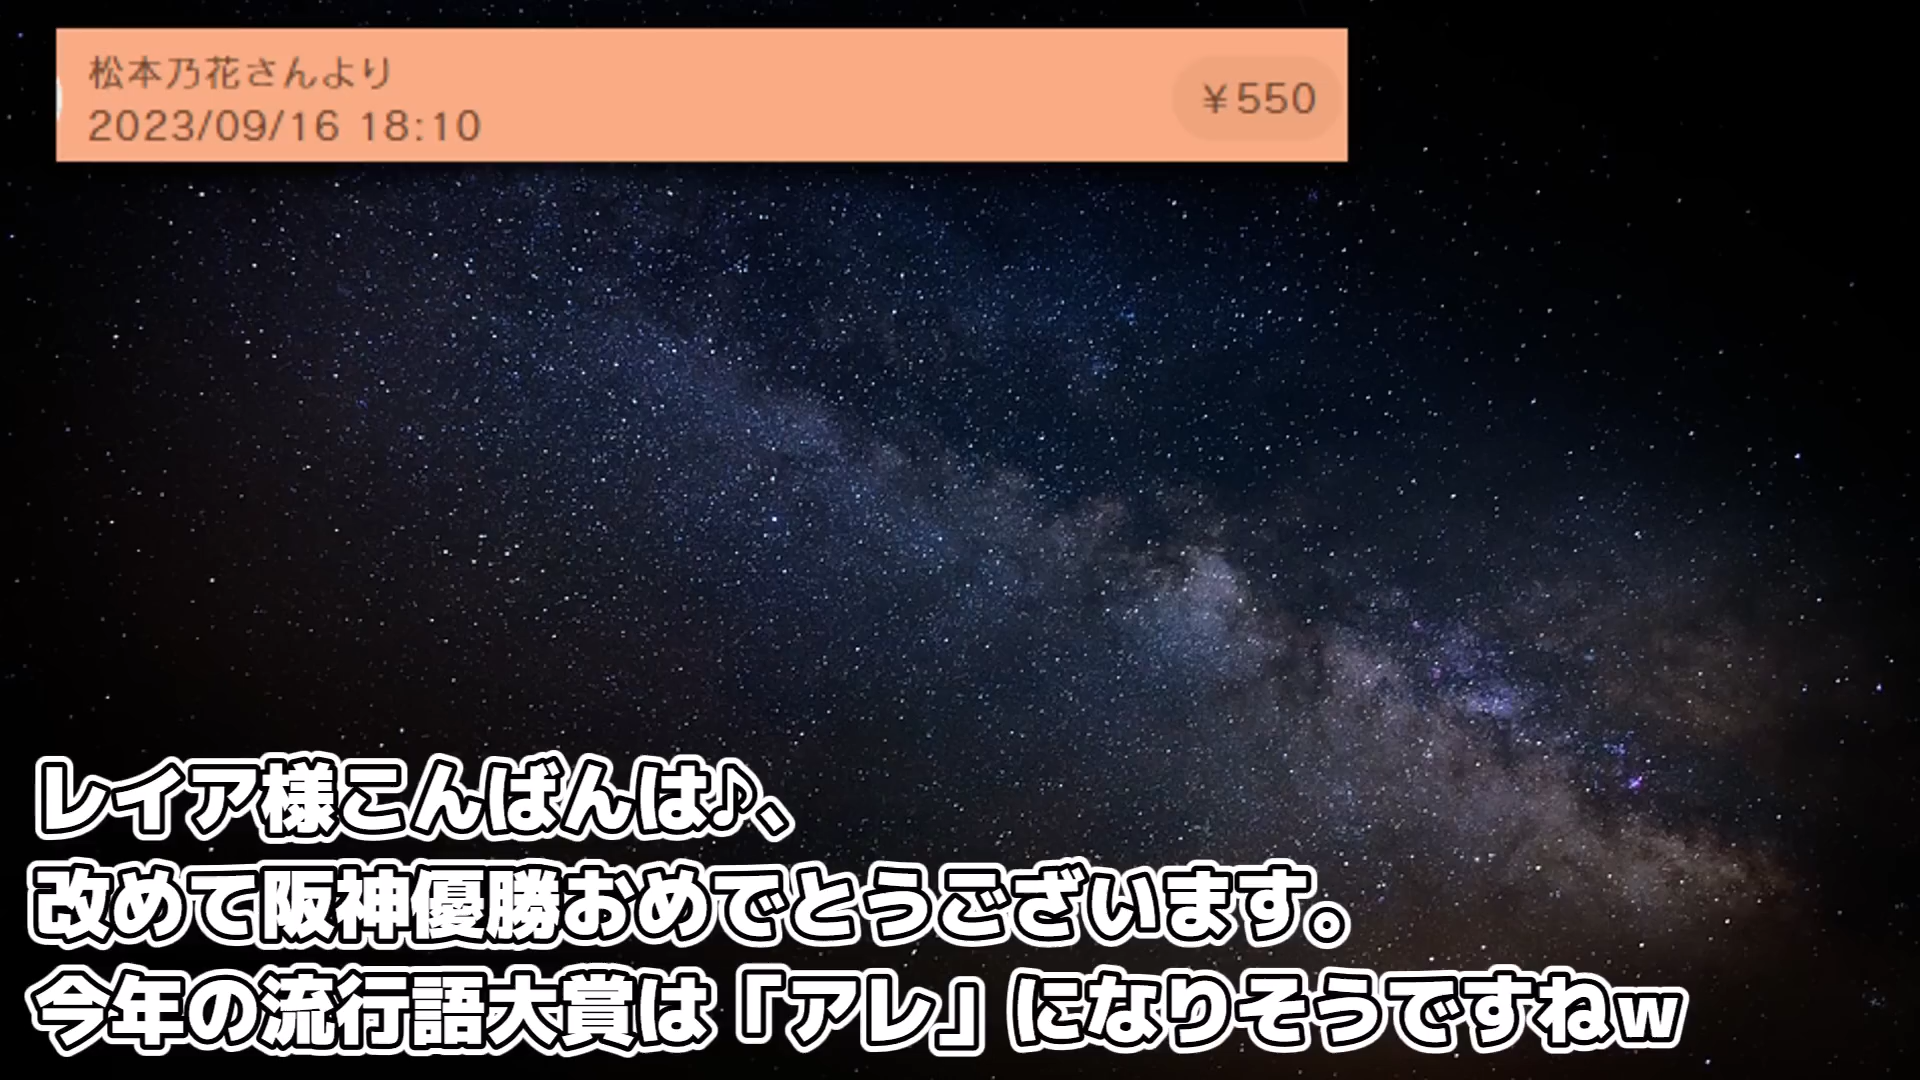 松本乃花さんより
2023/09/16 18:10
￥550
レイア様こんばんは♪、
改めて阪神優勝おめでとうございます。
今年の流行語大賞は「アレ」になりそうですねw